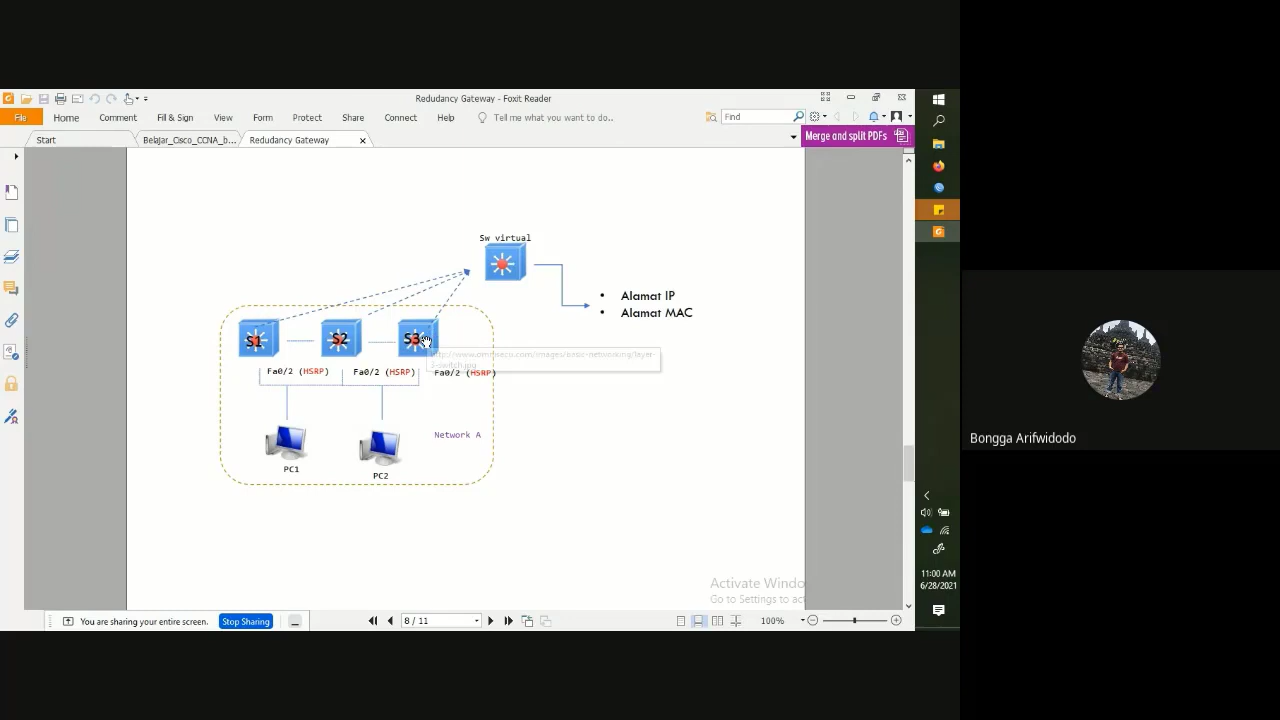 Redudancy Gateway - Foxit Reader
File Home Comment Fill & Sign View Form Protect Share Connect Help Tell me what you want to do.. Find
Start Belajar_Cisco_CCNA_b... Redudancy Gateway Merge and split PDFs
Sw virtual
• Alamat IP
• Alamat MAC
S1 S2 S3
Fa0/2 (HSRP) Fa0/2 (HSRP) Fa0/2 (HSRP)
Network A
PC1
PC2
Bongga Arifwidodo
Activate Windo
Go to Settings to act
11:00 AM
6/28/2021
You are sharing your entire screen. Stop Sharing 8 / 11 100%